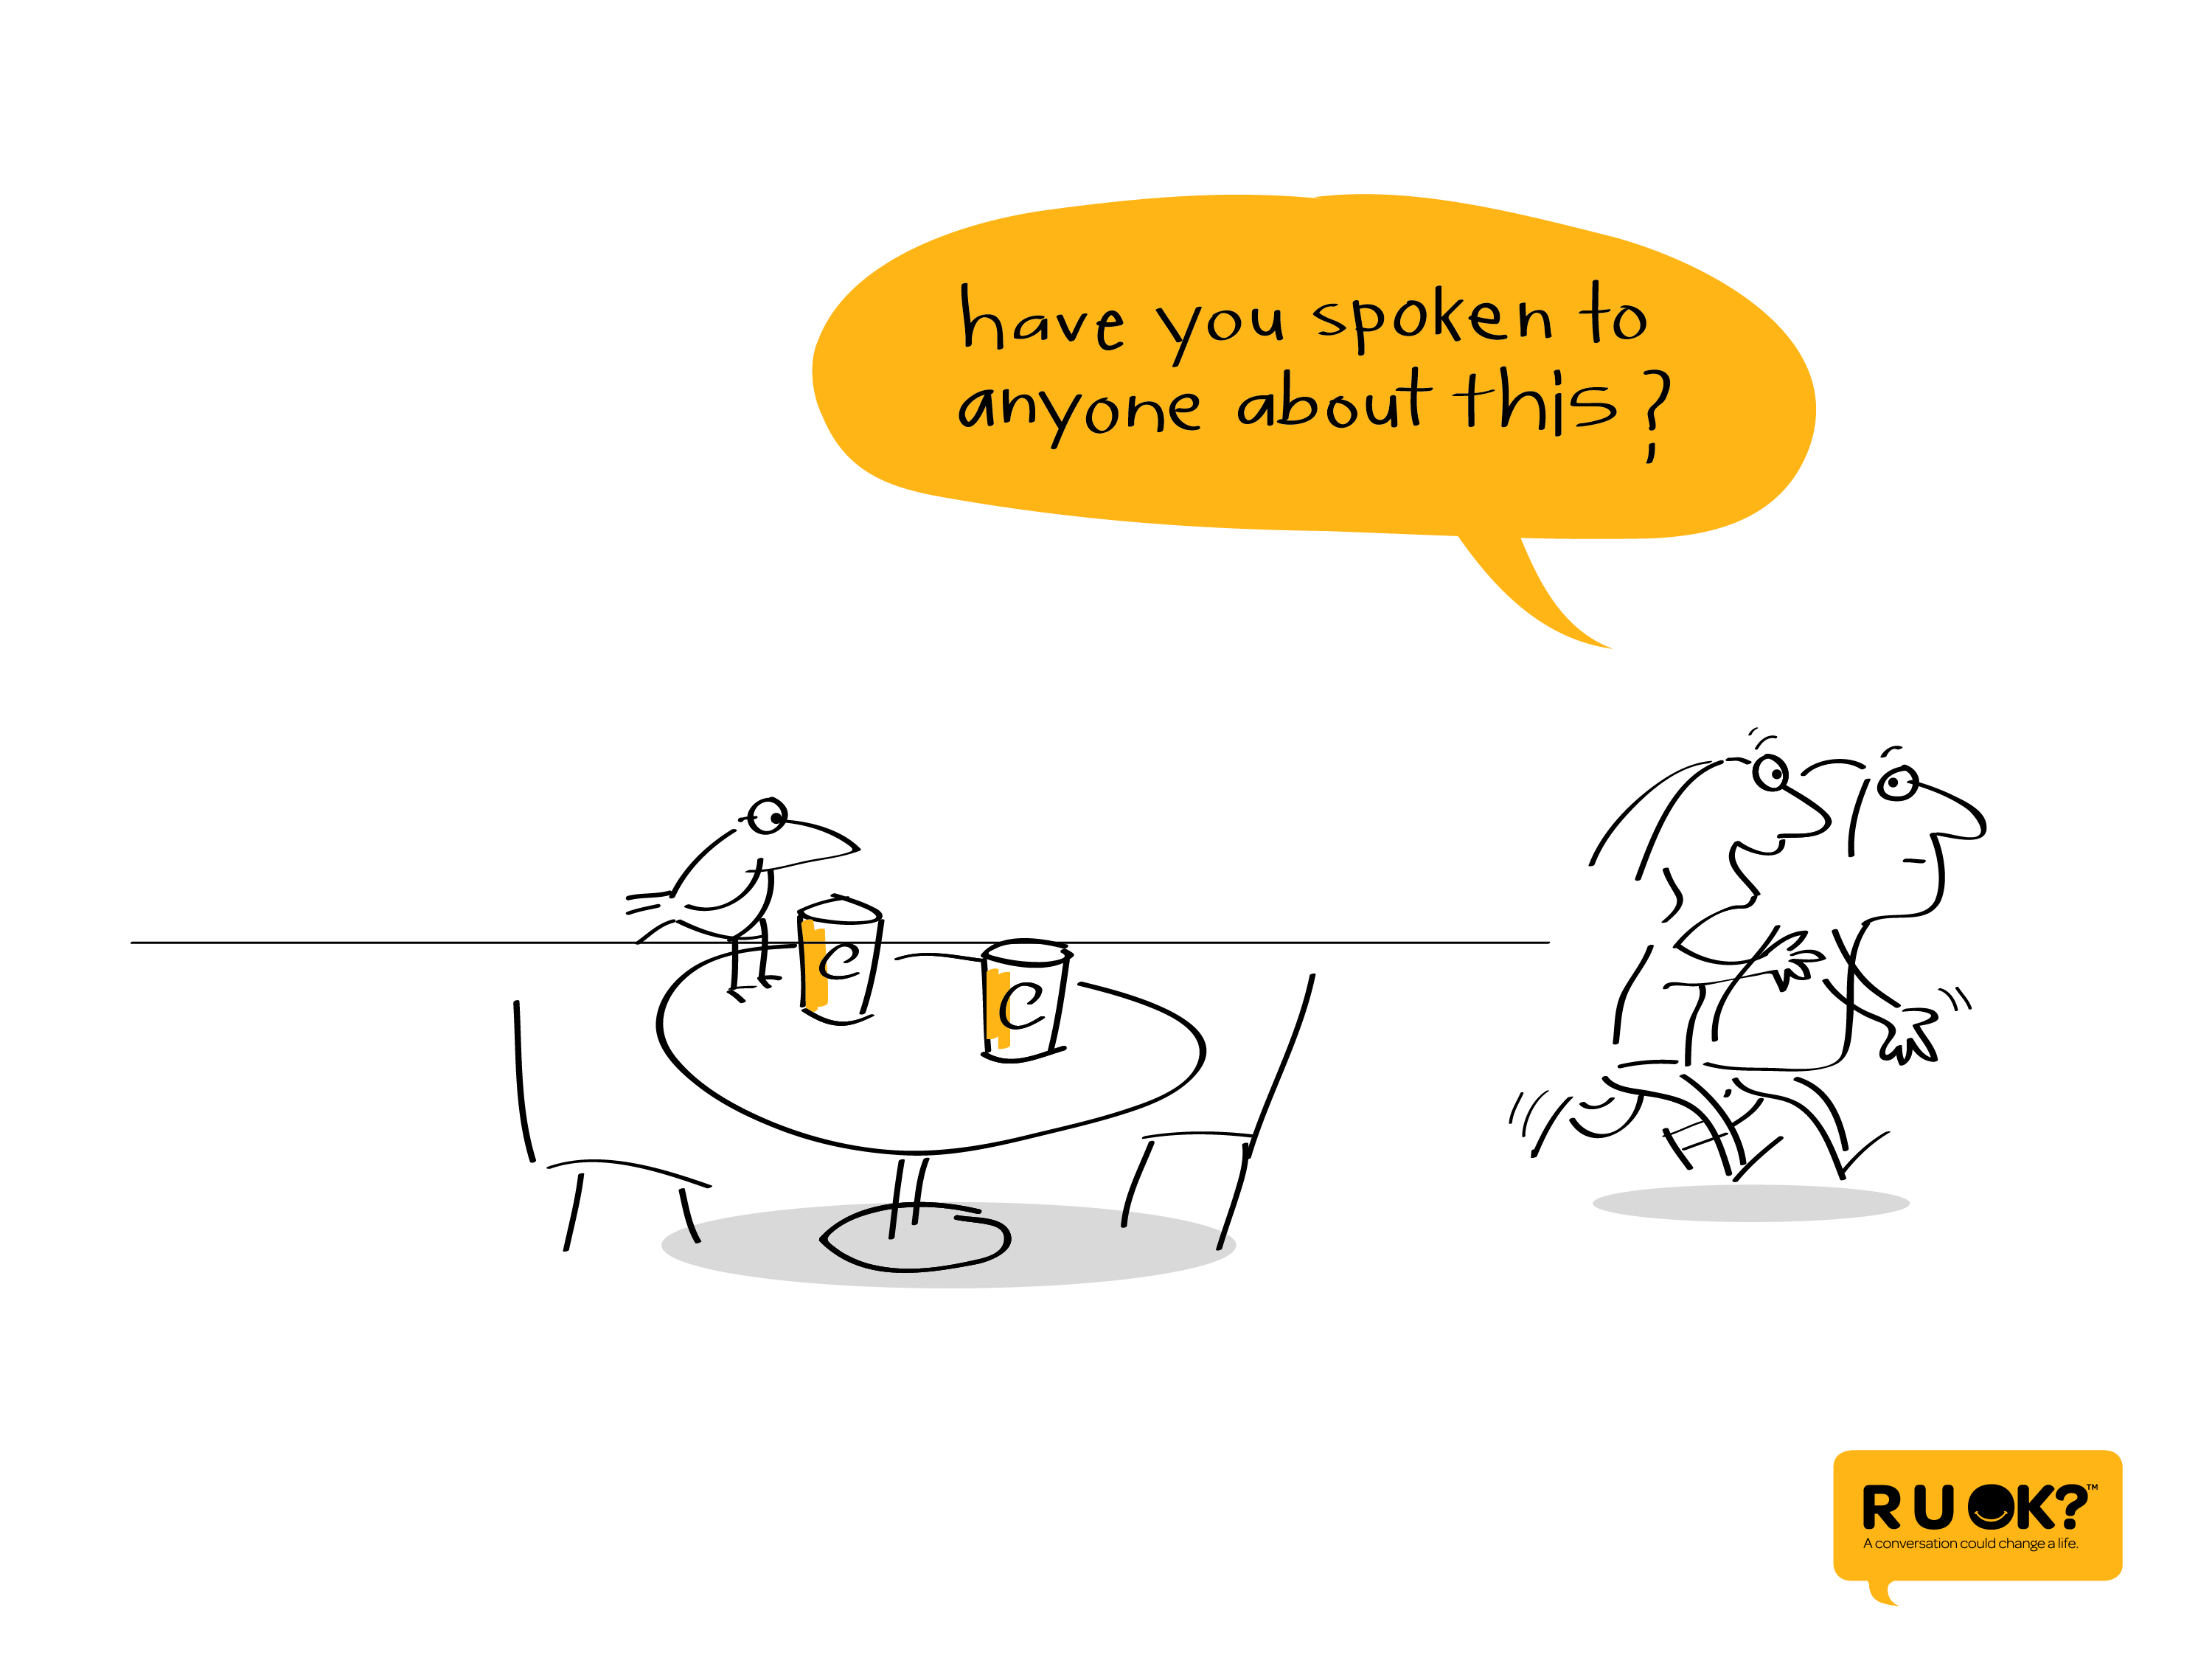 have you spoken to
anyone about this?
e
e
R U OK?™
A conversation could change a life.